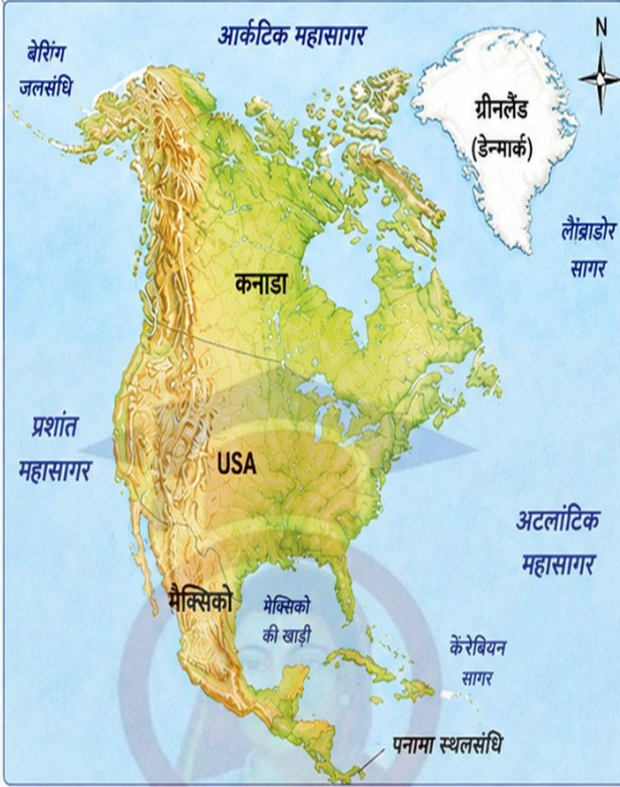 आर्कटिक महासागर
N
बेरिंग
जलसंधि
ग्रीनलैंड
(डेन्मार्क)
लैांब्राडोर
सागर
कनाडा
प्रशांत
महासागर
USA
अटलांटिक
महासागर
मैक्सिको
मेक्सिको
की खाड़ी
केंरेबियन
सागर
पनामा स्थलसंधि